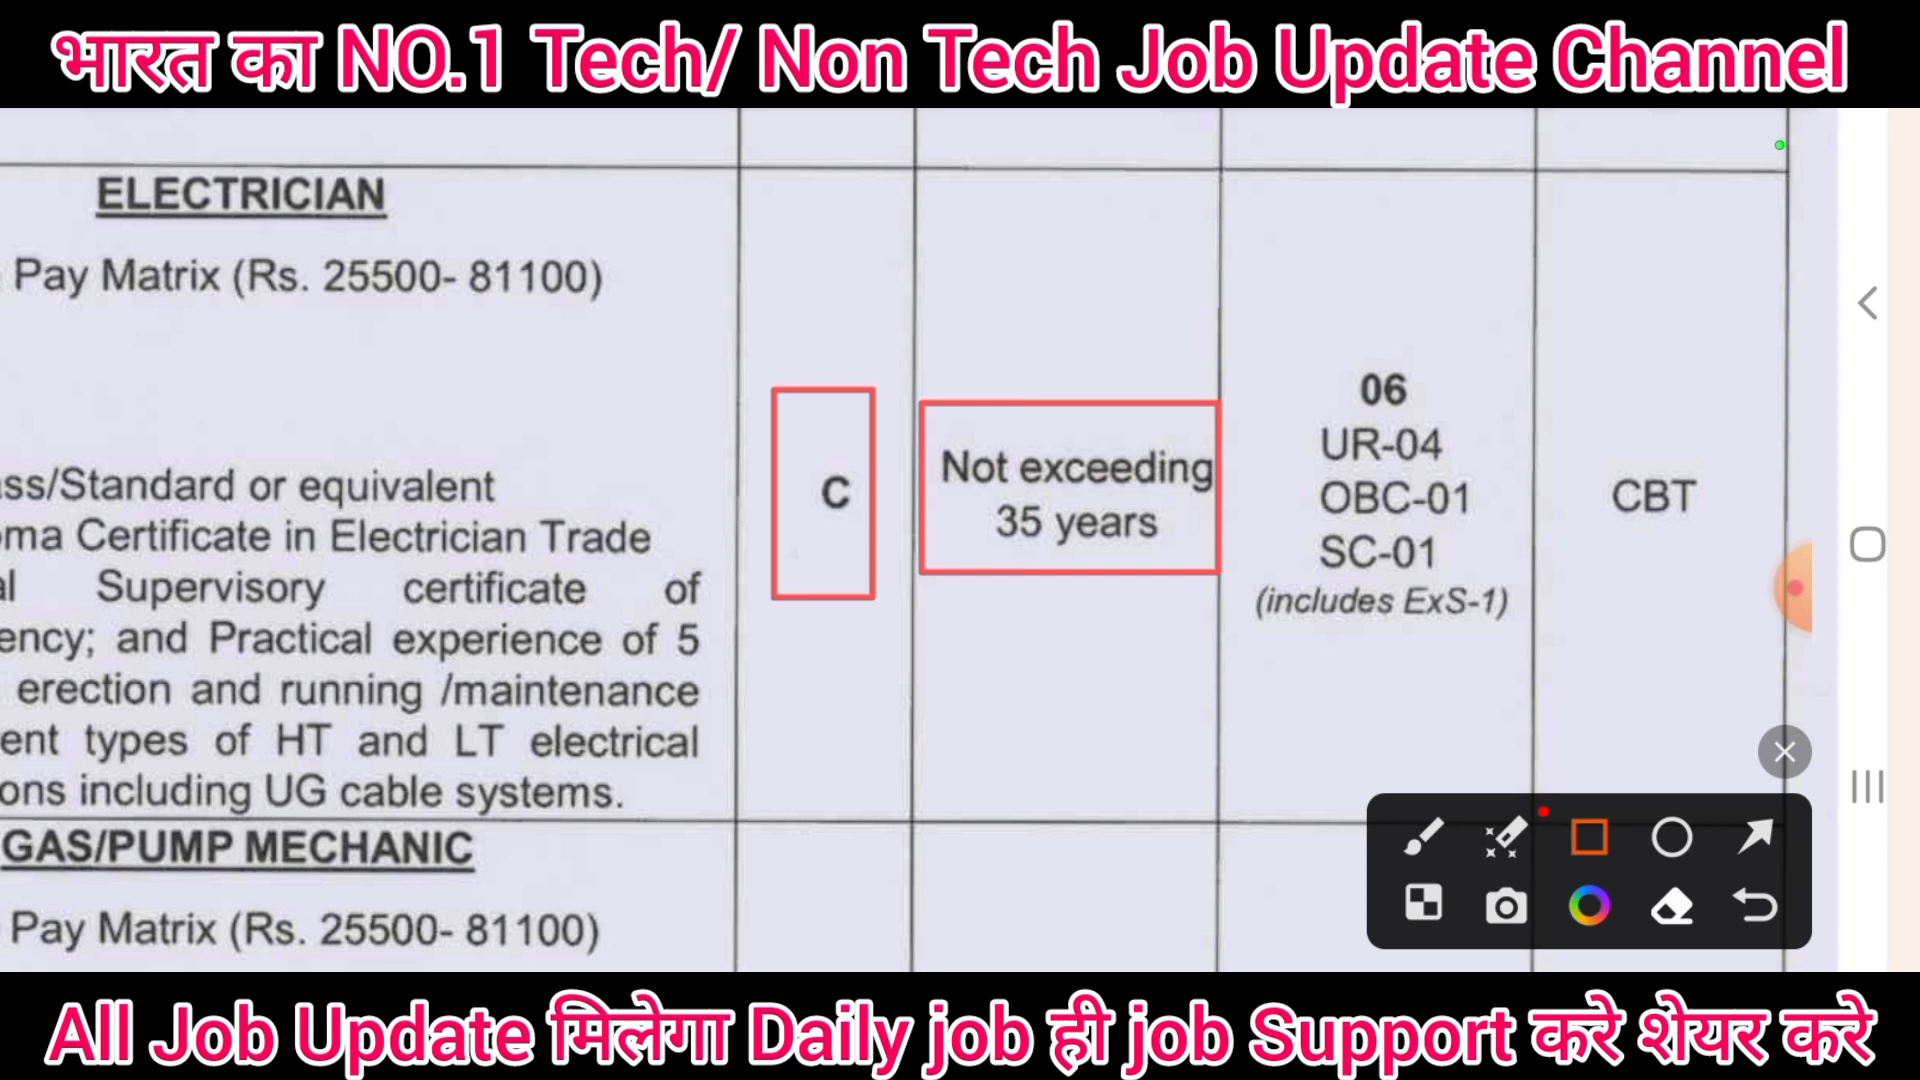 भारत का NO.1 Tech/ Non Tech Job Update Channel
ELECTRICIAN
Pay Matrix (Rs. 25500- 81100)
ss/Standard or equivalent
ma Certificate in Electrician Trade
Supervisory certificate of
ency; and Practical experience of 5
erection and running /maintenance
ent types of HT and LT electrical
ons including UG cable systems.
C
Not exceeding
35 years
06
UR-04
OBC-01
SC-01
(includes ExS-1)
CBT
GAS/PUMP MECHANIC
Pay Matrix (Rs. 25500- 81100)
All Job Update मिलेगा Daily job ही job Support करे शेयर करे